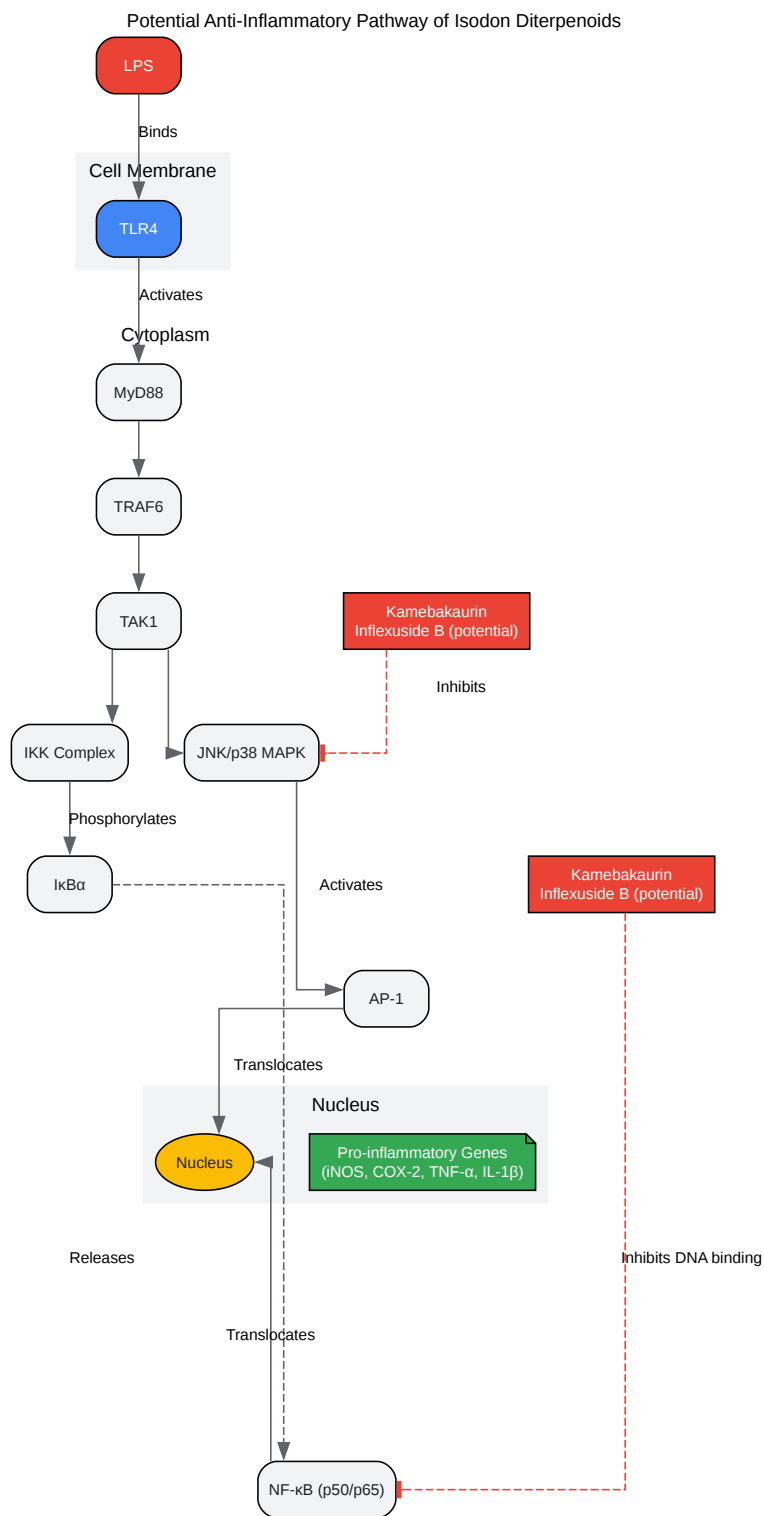 Potential Anti-Inflammatory Pathway of Isodon Diterpenoids
LPS
Binds
Cell Membrane
TLR4
Activates
Cytoplasm
MyD88
TRAF6
TAK1
Kamebakaurin
Inflexuside B (potential)
Inhibits
IKK Complex
JNK/p38 MAPK
Phosphorylates
IκBα
Activates
Kamebakaurin
Inflexuside B (potential)
AP-1
Translocates
Nucleus
Nucleus
Pro-inflammatory Genes
(iNOS, COX-2, TNF-α, IL-1β)
Releases
Inhibits DNA binding
Translocates
NF-κB (p50/p65)